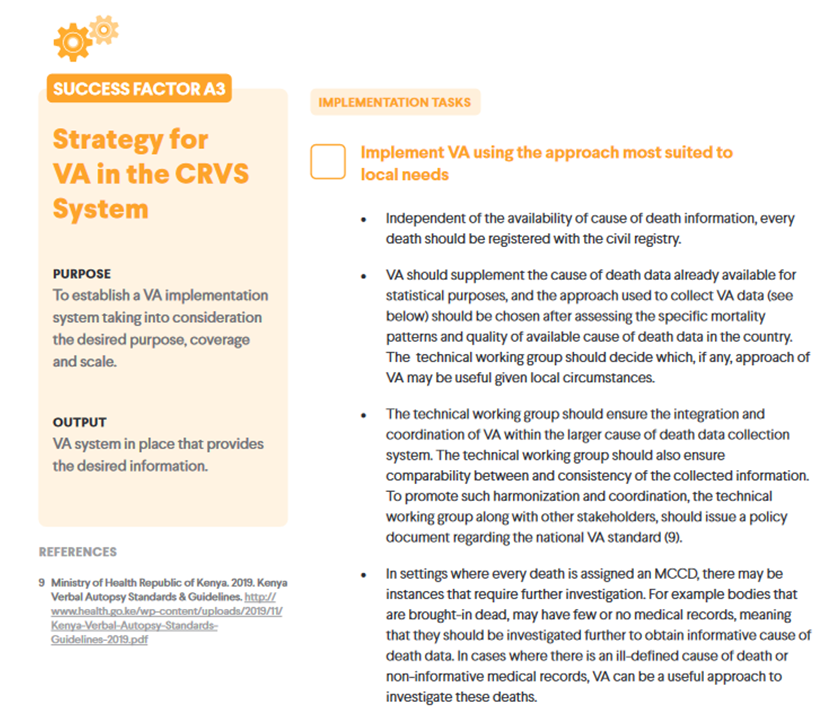 SUCCESS FACTOR A3
Strategy for
VA in the CRVS
System
PURPOSE
To establish a VA implementation
system taking into consideration
the desired purpose, coverage
and scale.
OUTPUT
VA system in place that provides
the desired information.
REFERENCES
9 Ministry of Health Republic of Kenya. 2019. Kenya
Verbal Autopsy Standards & Guidelines. http://
www.health.go.ke/wp-content/uploads/2019/11/
Kenya-Verbal-Autopsy-Standards-
Guidelines-2019.pdf
IMPLEMENTATION TASKS
Implement VA using the approach most suited to
local needs
• Independent of the availability of cause of death information, every
death should be registered with the civil registry.
• VA should supplement the cause of death data already available for
statistical purposes, and the approach used to collect VA data (see
below) should be chosen after assessing the specific mortality
patterns and quality of available cause of death data in the country.
The technical working group should decide which, if any, approach of
VA may be useful given local circumstances.
• The technical working group should ensure the integration and
coordination of VA within the larger cause of death data collection
system. The technical working group should also ensure
comparability between and consistency of the collected information.
To promote such harmonization and coordination, the technical
working group along with other stakeholders, should issue a policy
document regarding the national VA standard (9).
• In settings where every death is assigned an MCCD, there may be
instances that require further investigation. For example bodies that
are brought-in dead, may have few or no medical records, meaning
that they should be investigated further to obtain informative cause of
death data. In cases where there is an ill-defined cause of death or
non-informative medical records, VA can be a useful approach to
investigate these deaths.